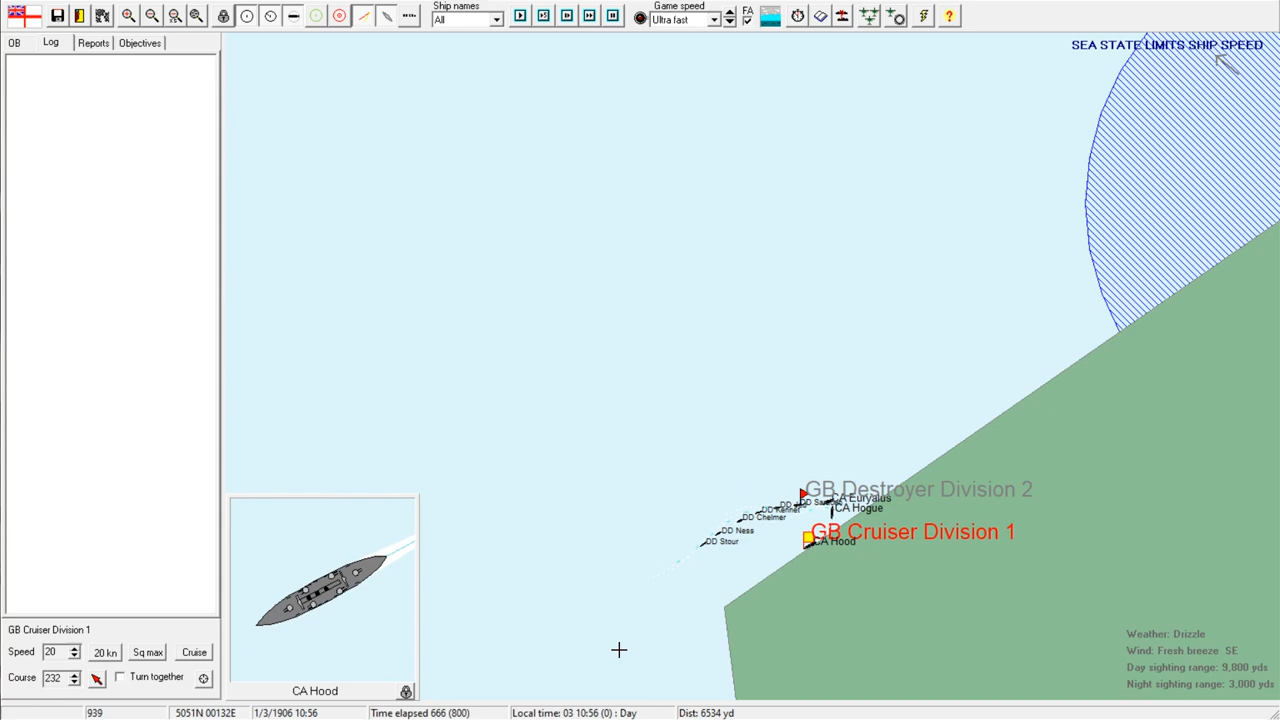 Ship names
Game speed
All
FA
Ultra fast
OB
Log
Reports
Objectives
SEA STATE LIMITS SHIP SPEED
GB Destroyer Division 2
CA Euryalus
CA Hogue
DD Kennet
DD Chelmer
DD Ness
DD Stour
GB Cruiser Division 1
CA Hood
GB Cruiser Division 1
Speed 20 20 kn Sq max Cruise
Course 232 Turn together
CA Hood
Weather: Drizzle
Wind: Fresh breeze SE
Day sighting range: 9,800 yds
Night sighting range: 3,000 yds
939 5051N 00132E 1/3/1906 10:56 Time elapsed 666 (800) Local time: 03 10:56 (0) : Day Dist: 6534 yd